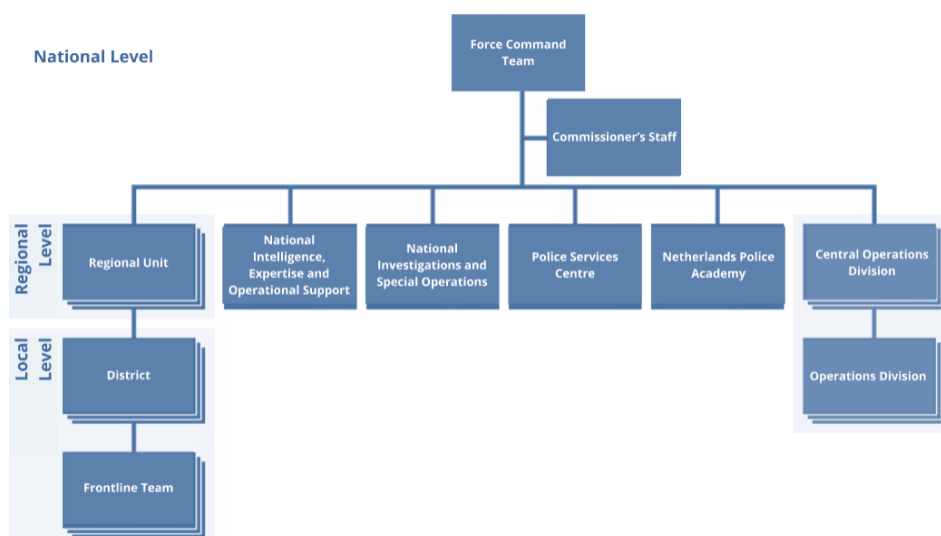 National Level
Force Command
Team
Commissioner's Staff
Regional
Level
Regional Unit
National
Intelligence,
Expertise and
Operational Support
National
Investigations and
Special Operations
Police Services
Centre
Netherlands Police
Academy
Central Operations
Division
Local
Level
District
Operations Division
Frontline Team